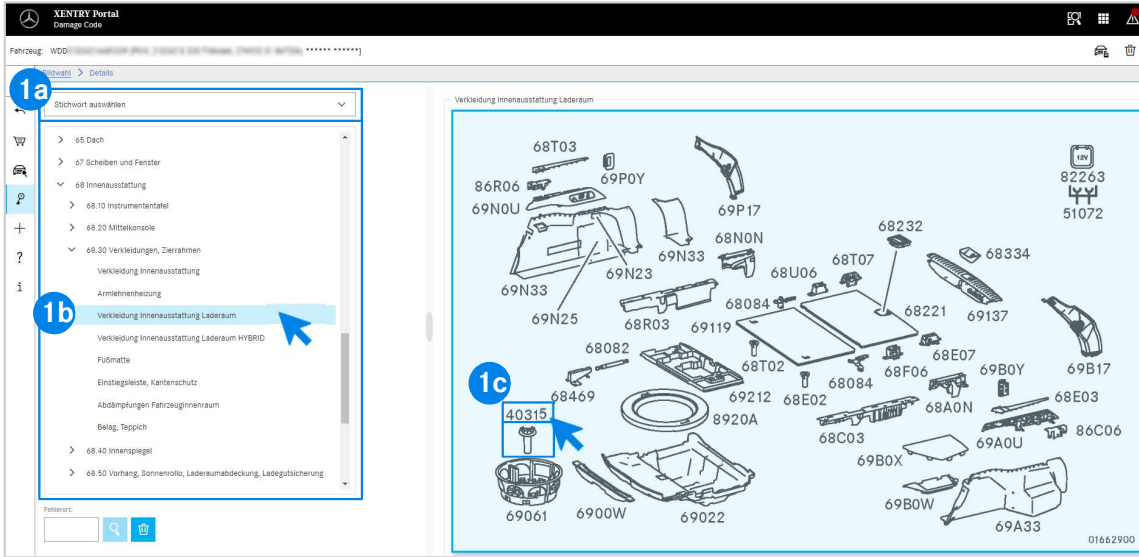 XENTRY Portal
Damage Code
Fahrzeug: WDD ****** ******]
Bildwahl > Details
1a
Stichwort auswählen
65 Dach
67 Scheiben und Fenster
68 Innenausstattung
68.10 Instrumententafel
68.20 Mittelkonsole
68.30 Verkleidungen, Zierrahmen
Verkleidung Innenausstattung
Armlehnenheizung
1b
Verkleidung Innenausstattung Laderaum
Verkleidung Innenausstattung Laderaum HYBRID
Fußmatte
Einstiegsleiste, Kantenschutz
Abdämpfungen Fahrzeuginnenraum
Belag, Teppich
68.40 Innenspiegel
68.50 Vorhang, Sonnenrollo, Laderaumabdeckung, Ladegutsicherung
Fehlerort:
?
i
Verkleidung Innenausstattung Laderaum
68T03
12V
86R06
69P0Y
82263
69N0U
69P17
51072
68232
69N33
68N0N
68334
69N23
68T07
68U06
69N33
68084
68221
69137
69N25
68R03
69119
68082
68E07
69B17
68T02
68F06
69B0Y
1c
68469
69212
68E02
68084
68A0N
68E03
40315
8920A
68C03
69A0U
86C06
69B0X
69061
6900W
69022
69B0W
69A33
01662900